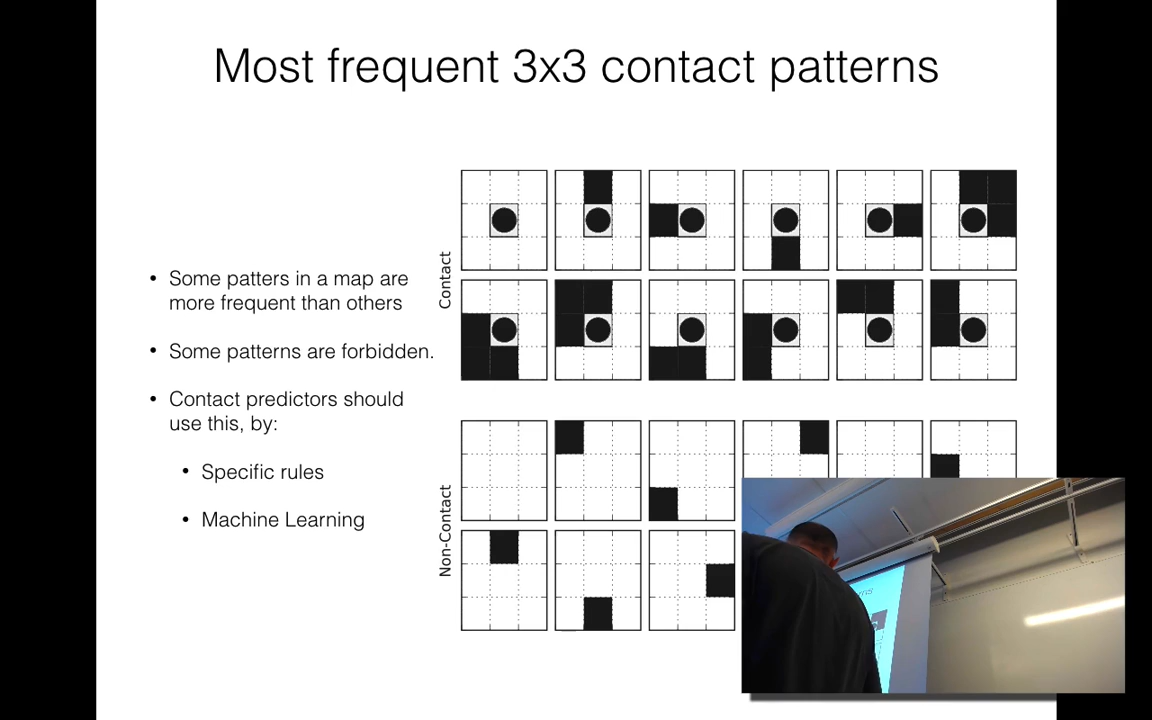 Most frequent 3x3 contact patterns
• Some patters in a map are
more frequent than others
• Some patterns are forbidden.
• Contact predictors should
use this, by:
• Specific rules
• Machine Learning
Contact
Non-Contact